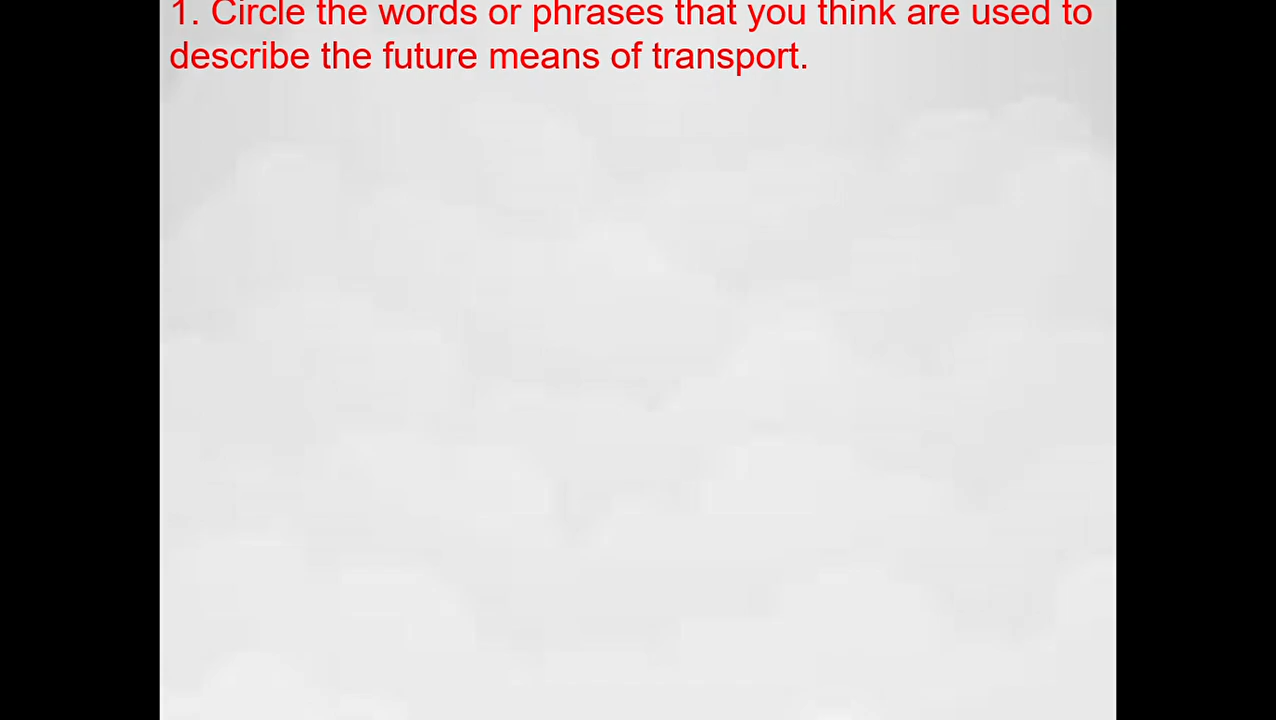 1. Circle the words or phrases that you think are used to
describe the future means of transport.